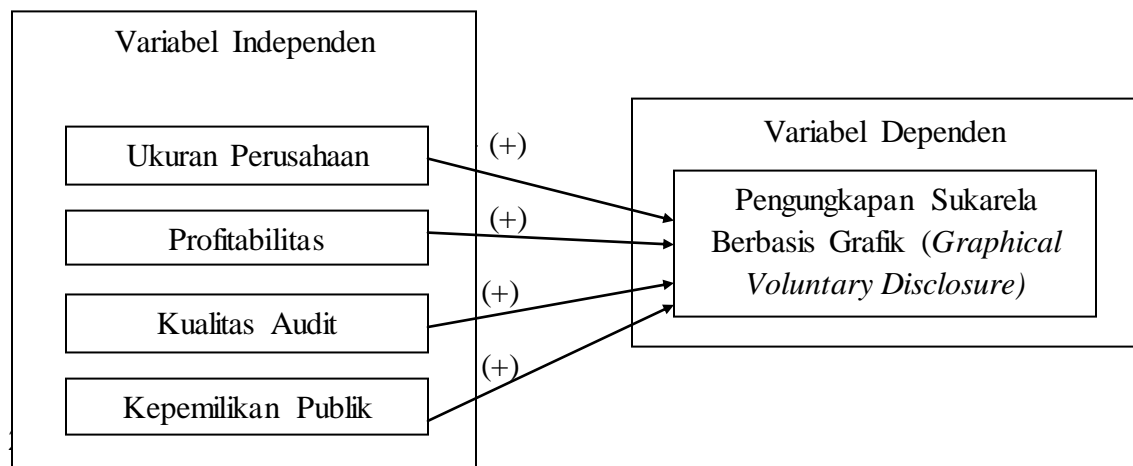 Variabel Independen
Ukuran Perusahaan
(+)
Profitabilitas
(+)
Kualitas Audit
(+)
Kepemilikan Publik
(+)
Variabel Dependen
Pengungkapan Sukarela
Berbasis Grafik (Graphical
Voluntary Disclosure)